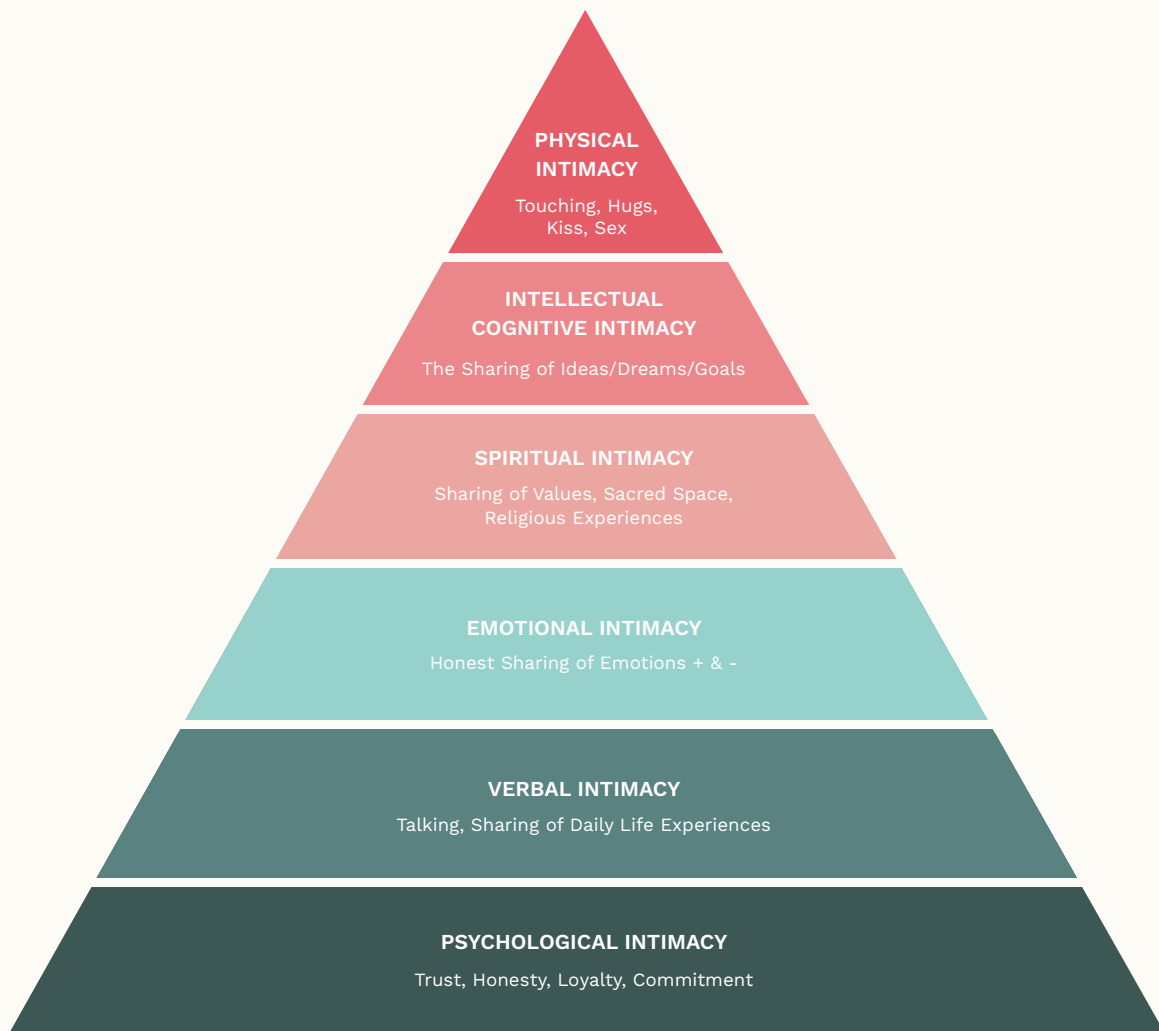 PHYSICAL
INTIMACY
Touching, Hugs,
Kiss, Sex
INTELLECTUAL
COGNITIVE INTIMACY
The Sharing of Ideas/Dreams/Goals
SPIRITUAL INTIMACY
Sharing of Values, Sacred Space,
Religious Experiences
EMOTIONAL INTIMACY
Honest Sharing of Emotions + & -
VERBAL INTIMACY
Talking, Sharing of Daily Life Experiences
PSYCHOLOGICAL INTIMACY
Trust, Honesty, Loyalty, Commitment